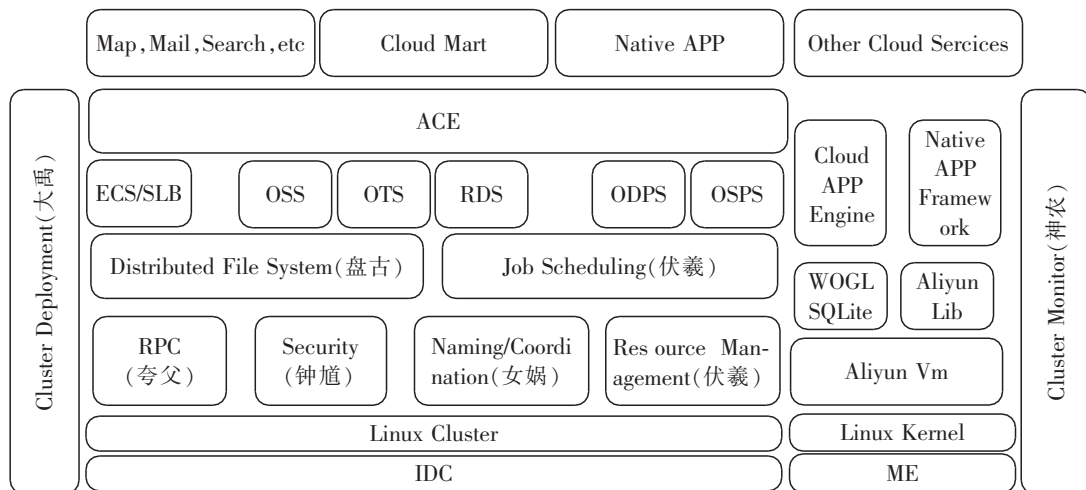 Map,Mail,Search,etc
Cloud Mart
Native APP
Other Cloud Sercices
Cluster Deployment(大禹)
ACE
Cloud
APP
Engine
Native
APP
Framew
ork
Cluster Monitor(神农)
ECS/SLB
OSS
OTS
RDS
ODPS
OSPS
Distributed File System(盘古)
Job Scheduling(伏羲)
WOGL
SQLite
Aliyun
Lib
RPC
(夸父)
Security
(钟馗)
Naming/Coordi
nation(女娲)
Res ource Man-
agement(伏羲)
Aliyun Vm
Linux Cluster
Linux Kernel
IDC
ME